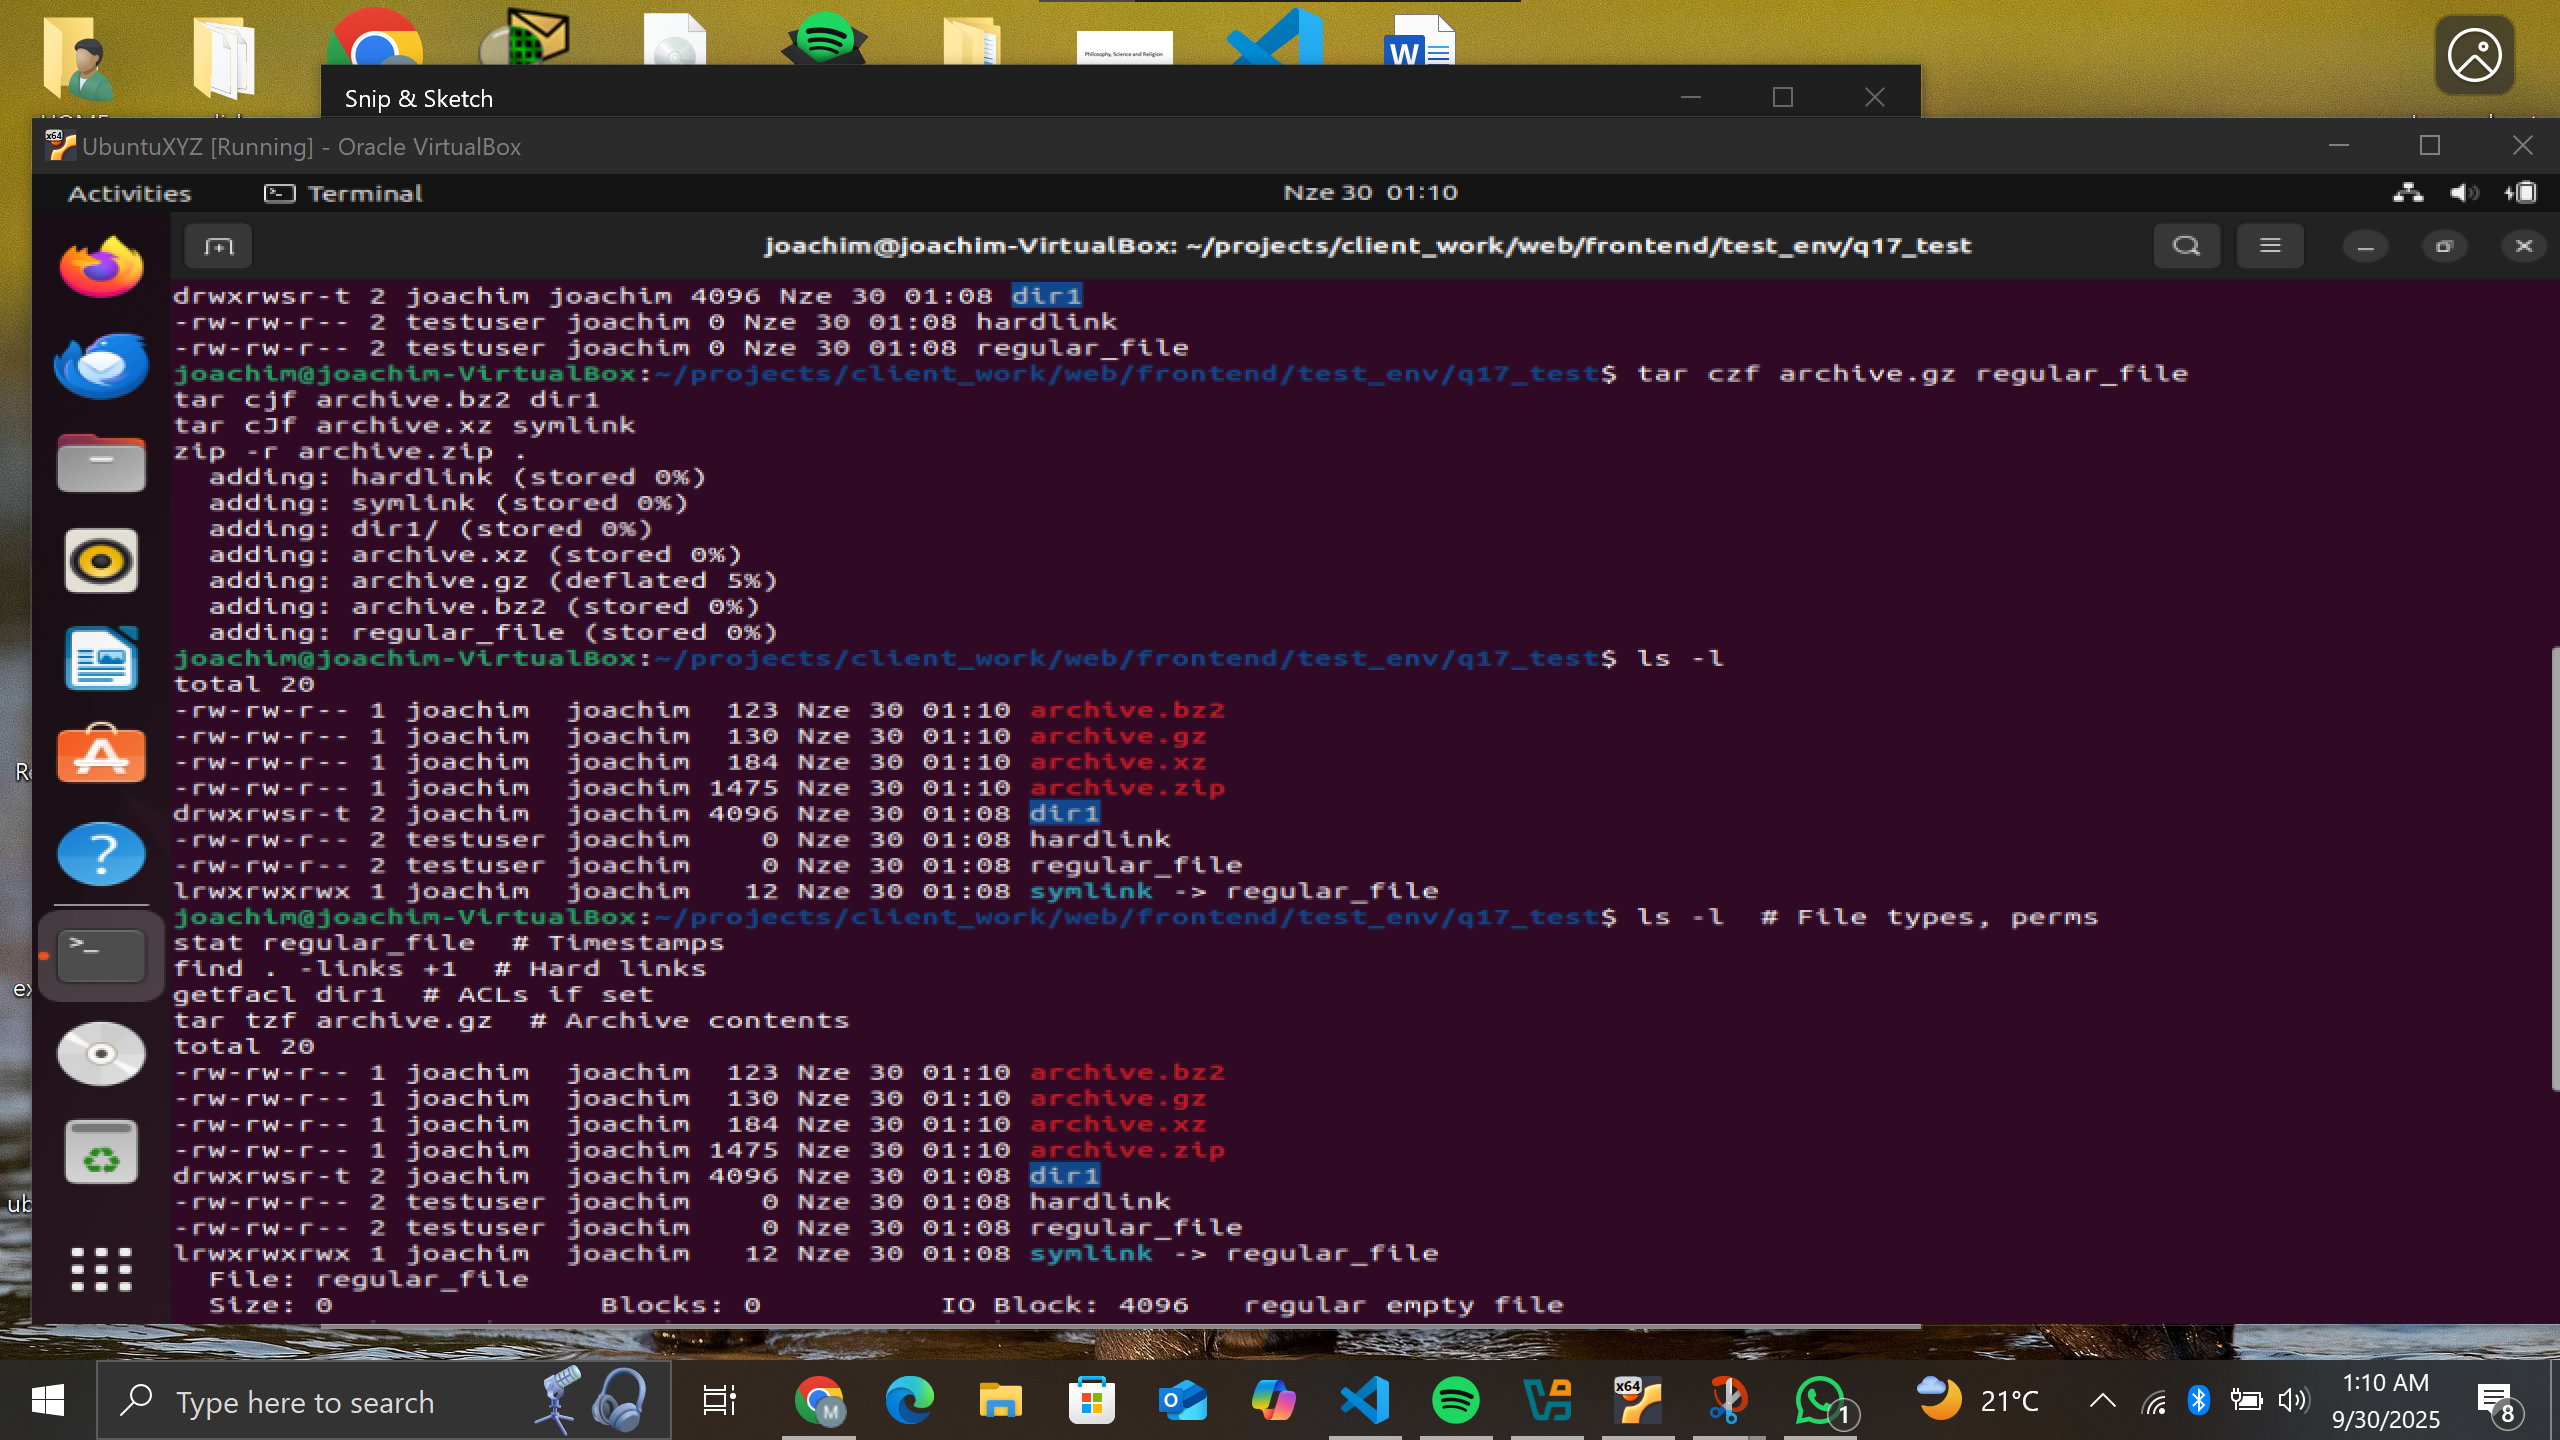 Philosophy, Science and Religion
W
Snip & Sketch
x64
UbuntuXYZ [Running] - Oracle VirtualBox
Activities
Terminal
Nze 30 01:10
joachim@joachim-VirtualBox: ~/projects/client_work/web/frontend/test_env/q17_test
drwxrwsr-t 2 joachim joachim 4096 Nze 30 01:08 dir1
-rw-rw-r-- 2 testuser joachim 0 Nze 30 01:08 hardlink
-rw-rw-r-- 2 testuser joachim 0 Nze 30 01:08 regular_file
joachim@joachim-VirtualBox:~/projects/client_work/web/frontend/test_env/q17_test$ tar czf archive.gz regular_file
tar cjf archive.bz2 dir1
tar cJf archive.xz symlink
zip -r archive.zip .
  adding: hardlink (stored 0%)
  adding: symlink (stored 0%)
  adding: dir1/ (stored 0%)
  adding: archive.xz (stored 0%)
  adding: archive.gz (deflated 5%)
  adding: archive.bz2 (stored 0%)
  adding: regular_file (stored 0%)
joachim@joachim-VirtualBox:~/projects/client_work/web/frontend/test_env/q17_test$ ls -l
total 20
-rw-rw-r-- 1 joachim  joachim  123 Nze 30 01:10 archive.bz2
-rw-rw-r-- 1 joachim  joachim  130 Nze 30 01:10 archive.gz
-rw-rw-r-- 1 joachim  joachim  184 Nze 30 01:10 archive.xz
-rw-rw-r-- 1 joachim  joachim 1475 Nze 30 01:10 archive.zip
drwxrwsr-t 2 joachim  joachim 4096 Nze 30 01:08 dir1
-rw-rw-r-- 2 testuser joachim    0 Nze 30 01:08 hardlink
-rw-rw-r-- 2 testuser joachim    0 Nze 30 01:08 regular_file
lrwxrwxrwx 1 joachim  joachim   12 Nze 30 01:08 symlink -> regular_file
joachim@joachim-VirtualBox:~/projects/client_work/web/frontend/test_env/q17_test$ ls -l  # File types, perms
stat regular_file  # Timestamps
find . -links +1  # Hard links
getfacl dir1  # ACLs if set
tar tzf archive.gz  # Archive contents
total 20
-rw-rw-r-- 1 joachim  joachim  123 Nze 30 01:10 archive.bz2
-rw-rw-r-- 1 joachim  joachim  130 Nze 30 01:10 archive.gz
-rw-rw-r-- 1 joachim  joachim  184 Nze 30 01:10 archive.xz
-rw-rw-r-- 1 joachim  joachim 1475 Nze 30 01:10 archive.zip
drwxrwsr-t 2 joachim  joachim 4096 Nze 30 01:08 dir1
-rw-rw-r-- 2 testuser joachim    0 Nze 30 01:08 hardlink
-rw-rw-r-- 2 testuser joachim    0 Nze 30 01:08 regular_file
lrwxrwxrwx 1 joachim  joachim   12 Nze 30 01:08 symlink -> regular_file
  File: regular_file
  Size: 0               Blocks: 0          IO Block: 4096   regular empty file
Type here to search
M
x64
1
21°C
1:10 AM
9/30/2025
8